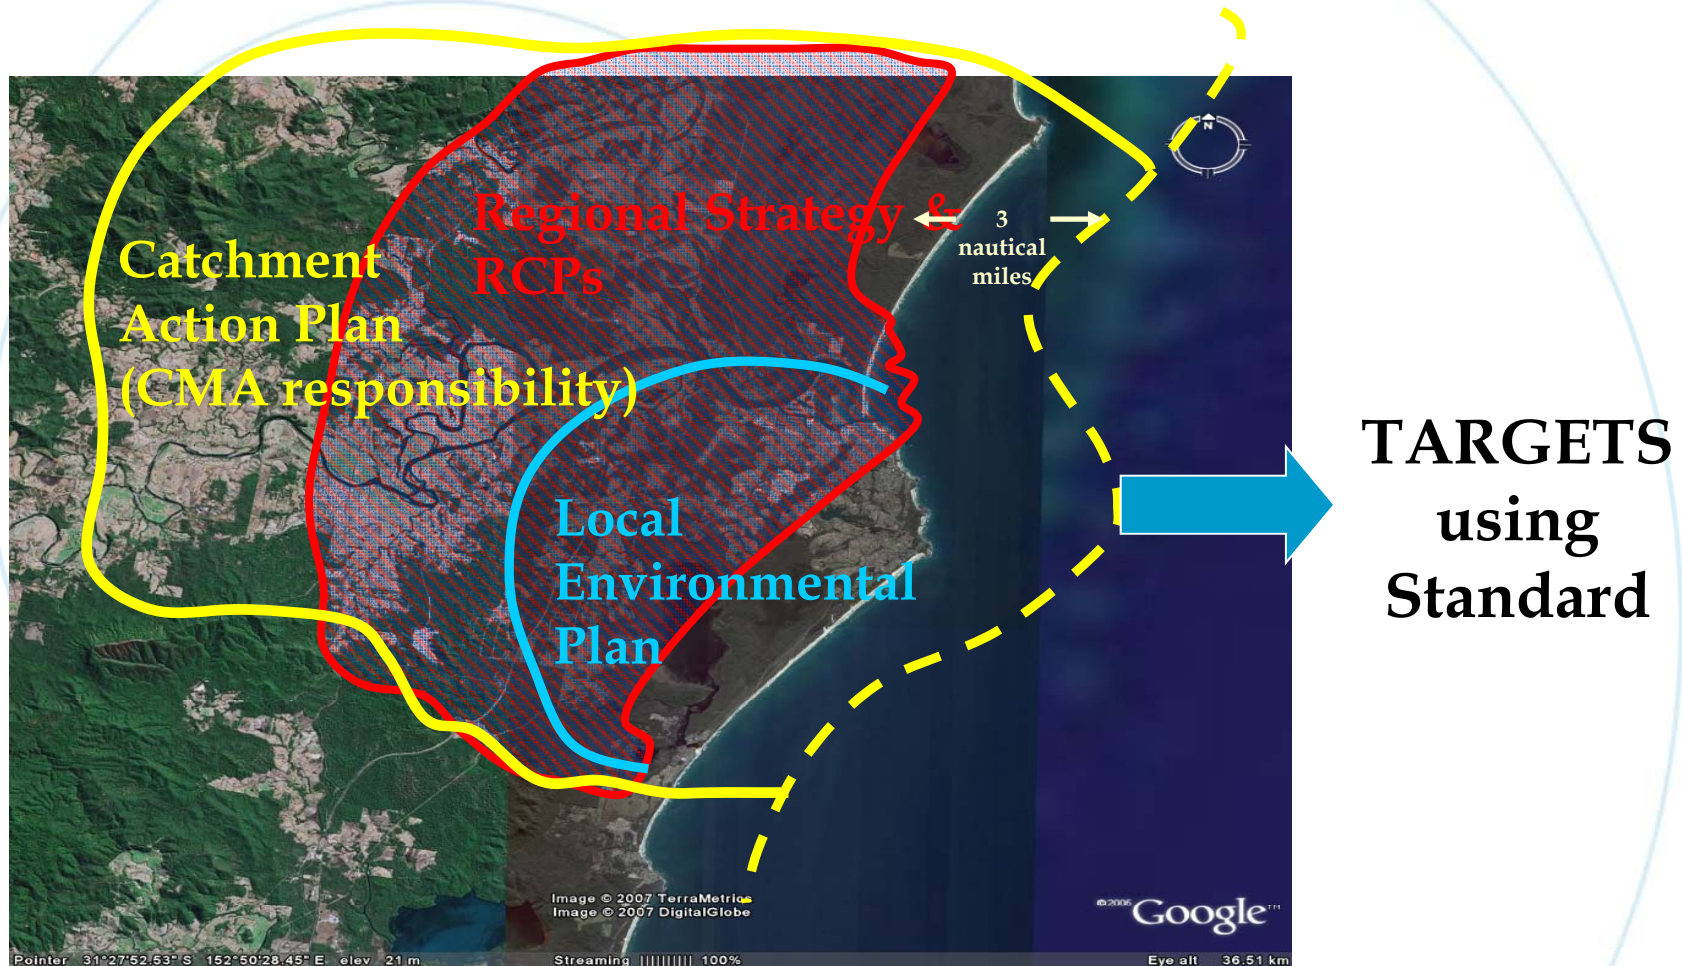 Regional Strategy &
RCPs
Catchment
Action Plan
(CMA responsibility)
3
nautical
miles
N
Local
Environmental
Plan
TARGETS
using
Standard
Image © 2007 TerraMetrics
Image © 2007 DigitalGlobe
©2006 Google™
Pointer 31°27'52.53" S 152°50'28.45" E elev 21 m Streaming |||||||||| 100% Eye alt 36.51 km